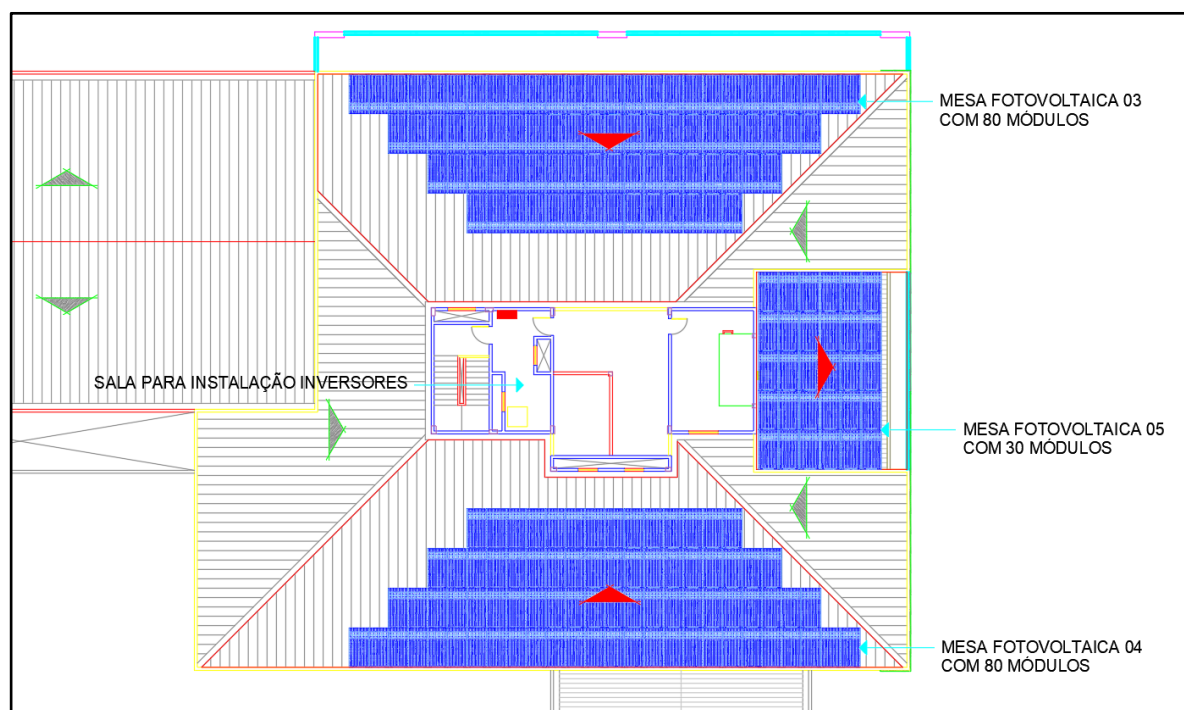 MESA FOTOVOLTAICA 03
COM 80 MÓDULOS
SALA PARA INSTALAÇÃO INVERSORES
MESA FOTOVOLTAICA 05
COM 30 MÓDULOS
MESA FOTOVOLTAICA 04
COM 80 MÓDULOS